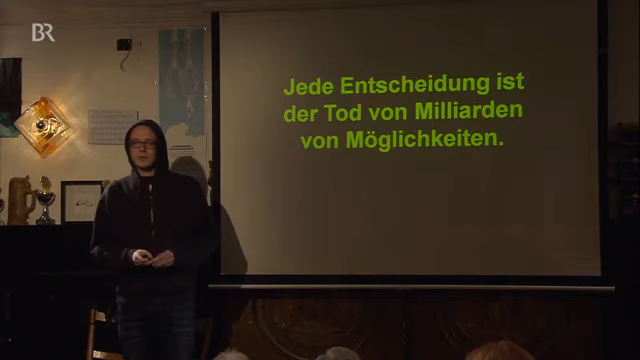 BR
Jede Entscheidung ist
der Tod von Milliarden
von Möglichkeiten.